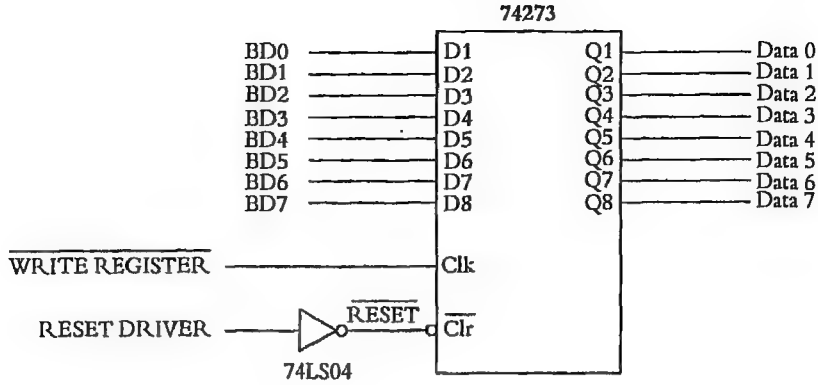 74273
BD0 D1 Q1 Data 0
BD1 D2 Q2 Data 1
BD2 D3 Q3 Data 2
BD3 D4 Q4 Data 3
BD4 D5 Q5 Data 4
BD5 D6 Q6 Data 5
BD6 D7 Q7 Data 6
BD7 D8 Q8 Data 7
WRITE REGISTER Clk
RESET
RESET DRIVER Clr
74LS04